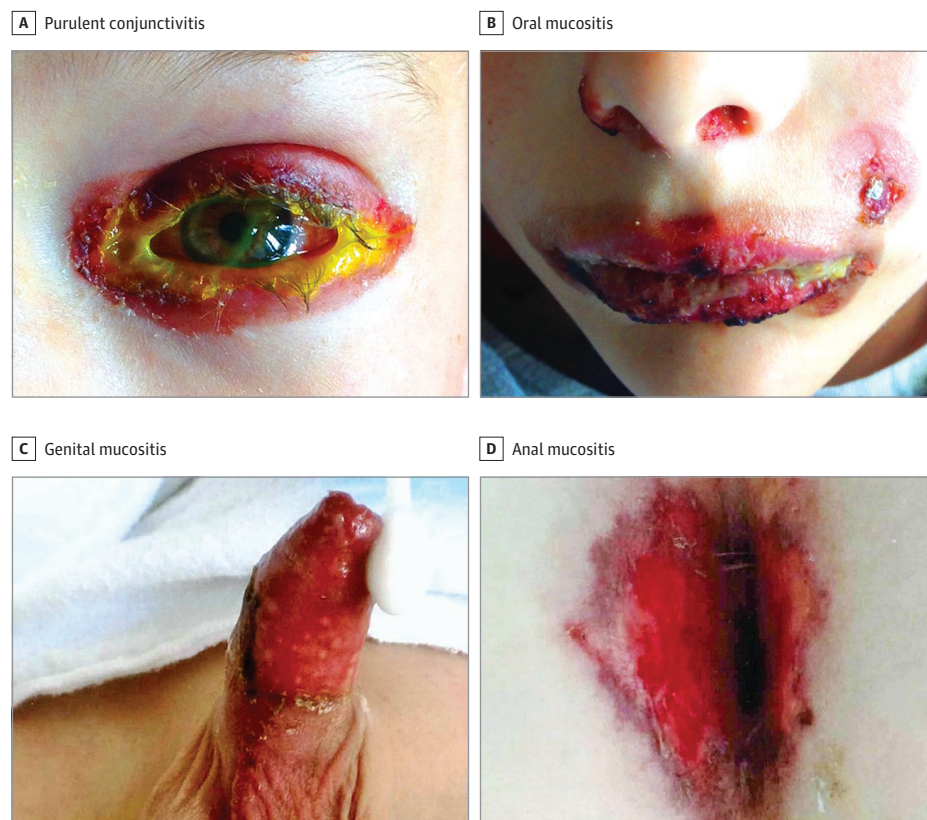 A Purulent conjunctivitis
B Oral mucositis
C Genital mucositis
D Anal mucositis